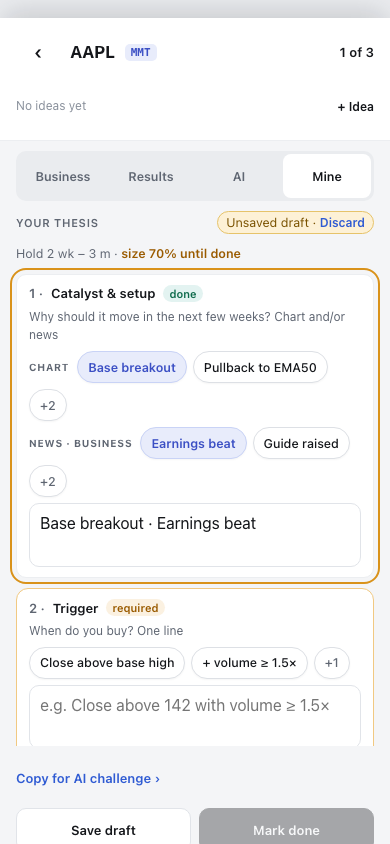 ‹ AAPL MMT 1 of 3
No ideas yet + Idea
Business Results AI Mine
YOUR THESIS Unsaved draft · Discard
Hold 2 wk – 3 m · size 70% until done
1 · Catalyst & setup done
Why should it move in the next few weeks? Chart and/or
news
CHART Base breakout Pullback to EMA50
+2
NEWS · BUSINESS Earnings beat Guide raised
+2
Base breakout · Earnings beat
2 · Trigger required
When do you buy? One line
Close above base high + volume ≥ 1.5× +1
e.g. Close above 142 with volume ≥ 1.5×
Copy for AI challenge ›
Save draft Mark done